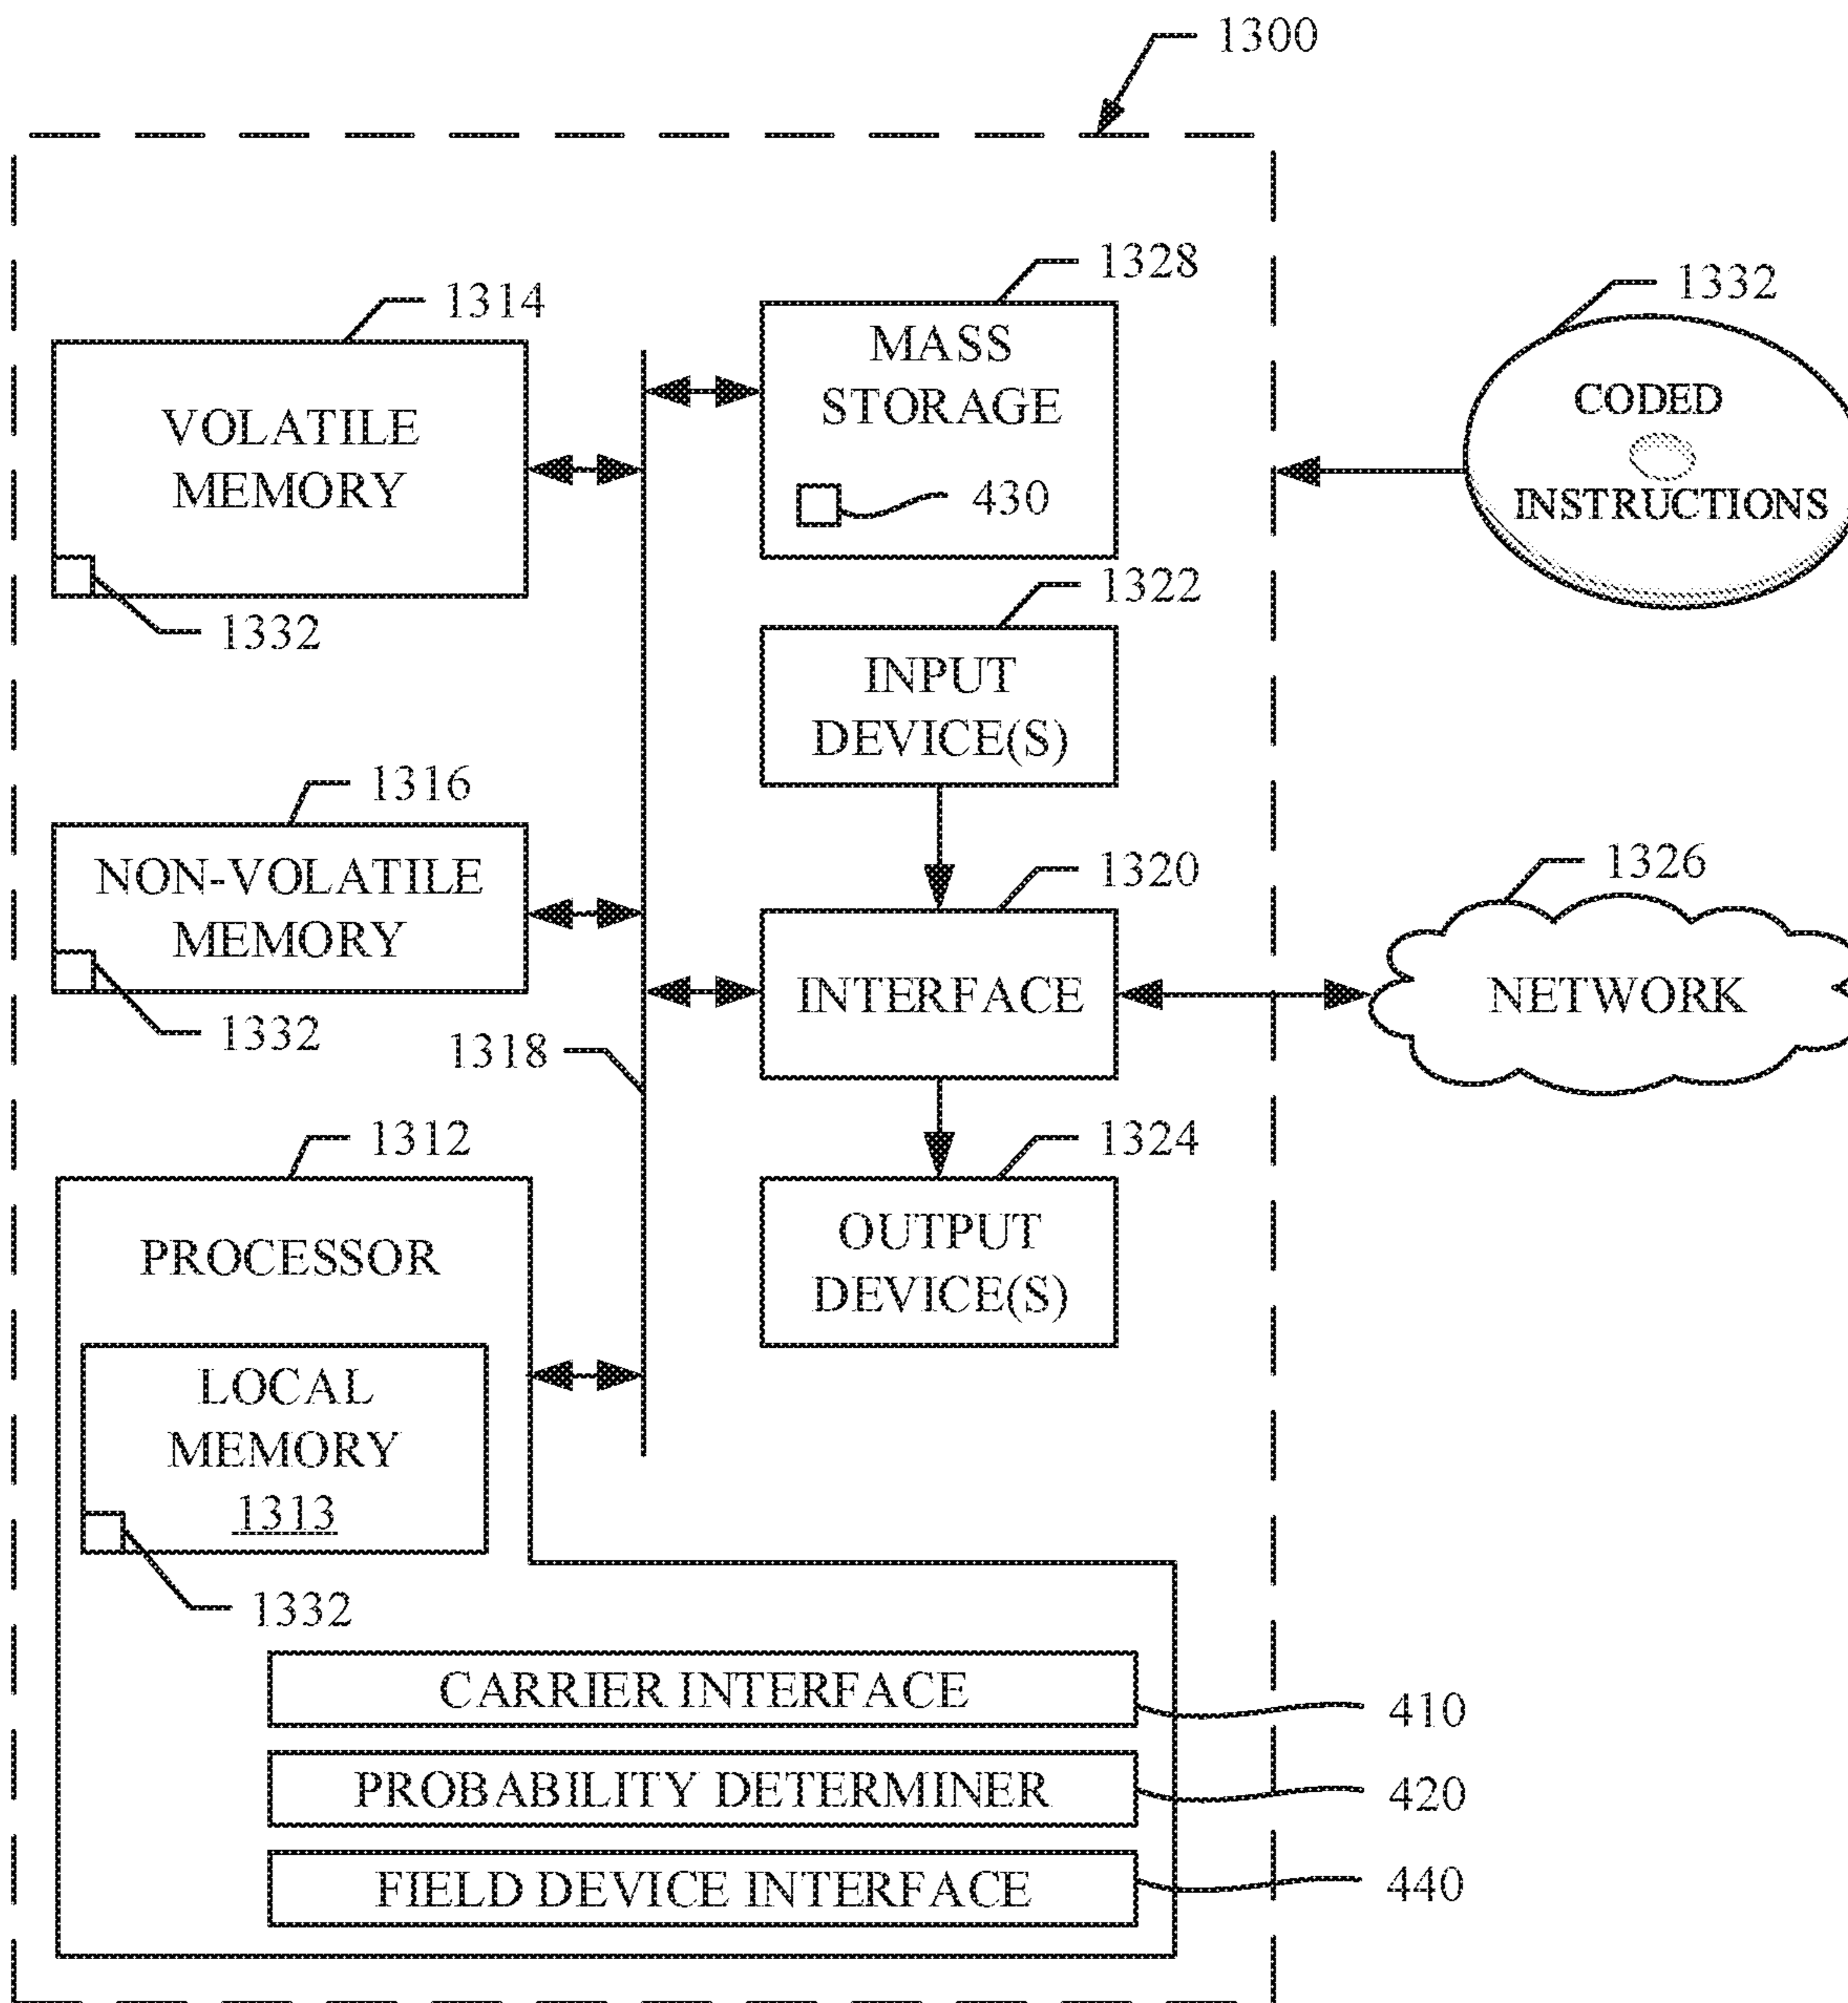 1300
1328
MASS
STORAGE
430
1314
VOLATILE
MEMORY
1332
1332
CODED
INSTRUCTIONS
1322
INPUT
DEVICE(S)
1316
NON-VOLATILE
MEMORY
1332
1318
1320
INTERFACE
1326
NETWORK
1312
PROCESSOR
LOCAL
MEMORY
1313
1332
1324
OUTPUT
DEVICE(S)
CARRIER INTERFACE
410
PROBABILITY DETERMINER
420
FIELD DEVICE INTERFACE
440